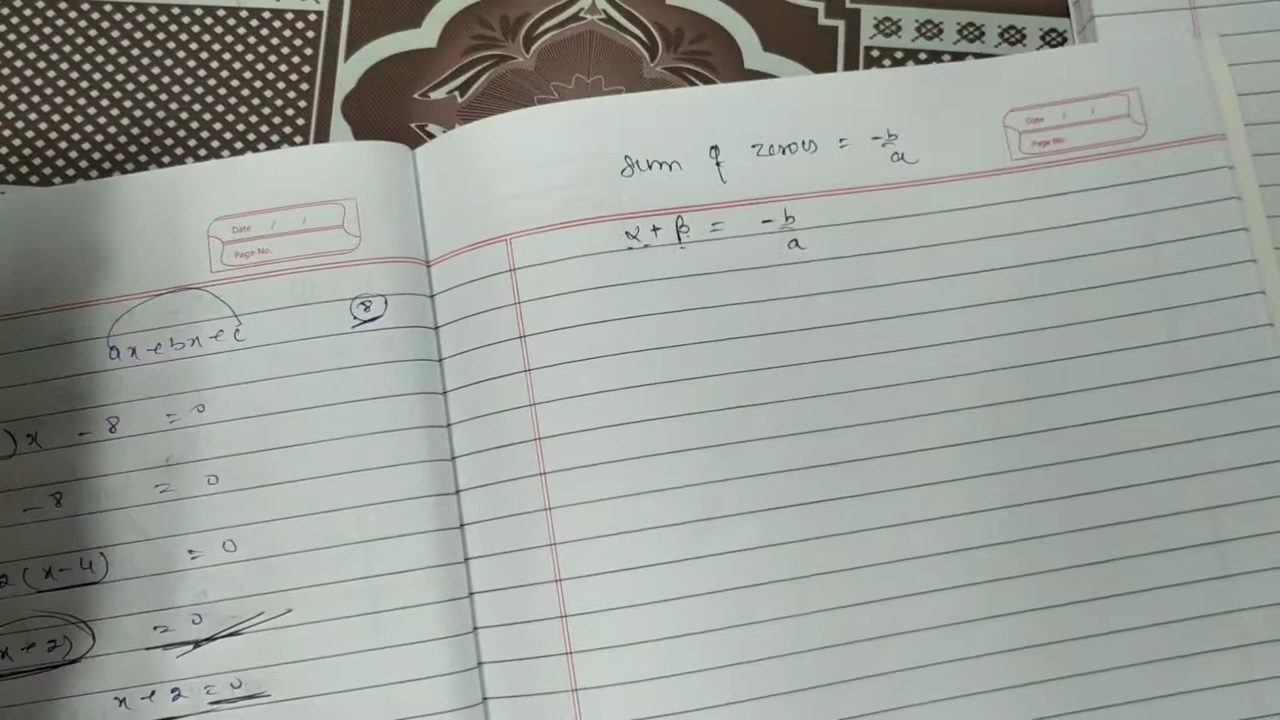 Date / /
Page No.
ax+bx+c
8
)x - 8 = 0
- 8 = 0
2(x-4) = 0
x+2) = 0
x+2 = 0
Sum of zeroes = -b/a
Date / /
Page No.
α + β = -b/a